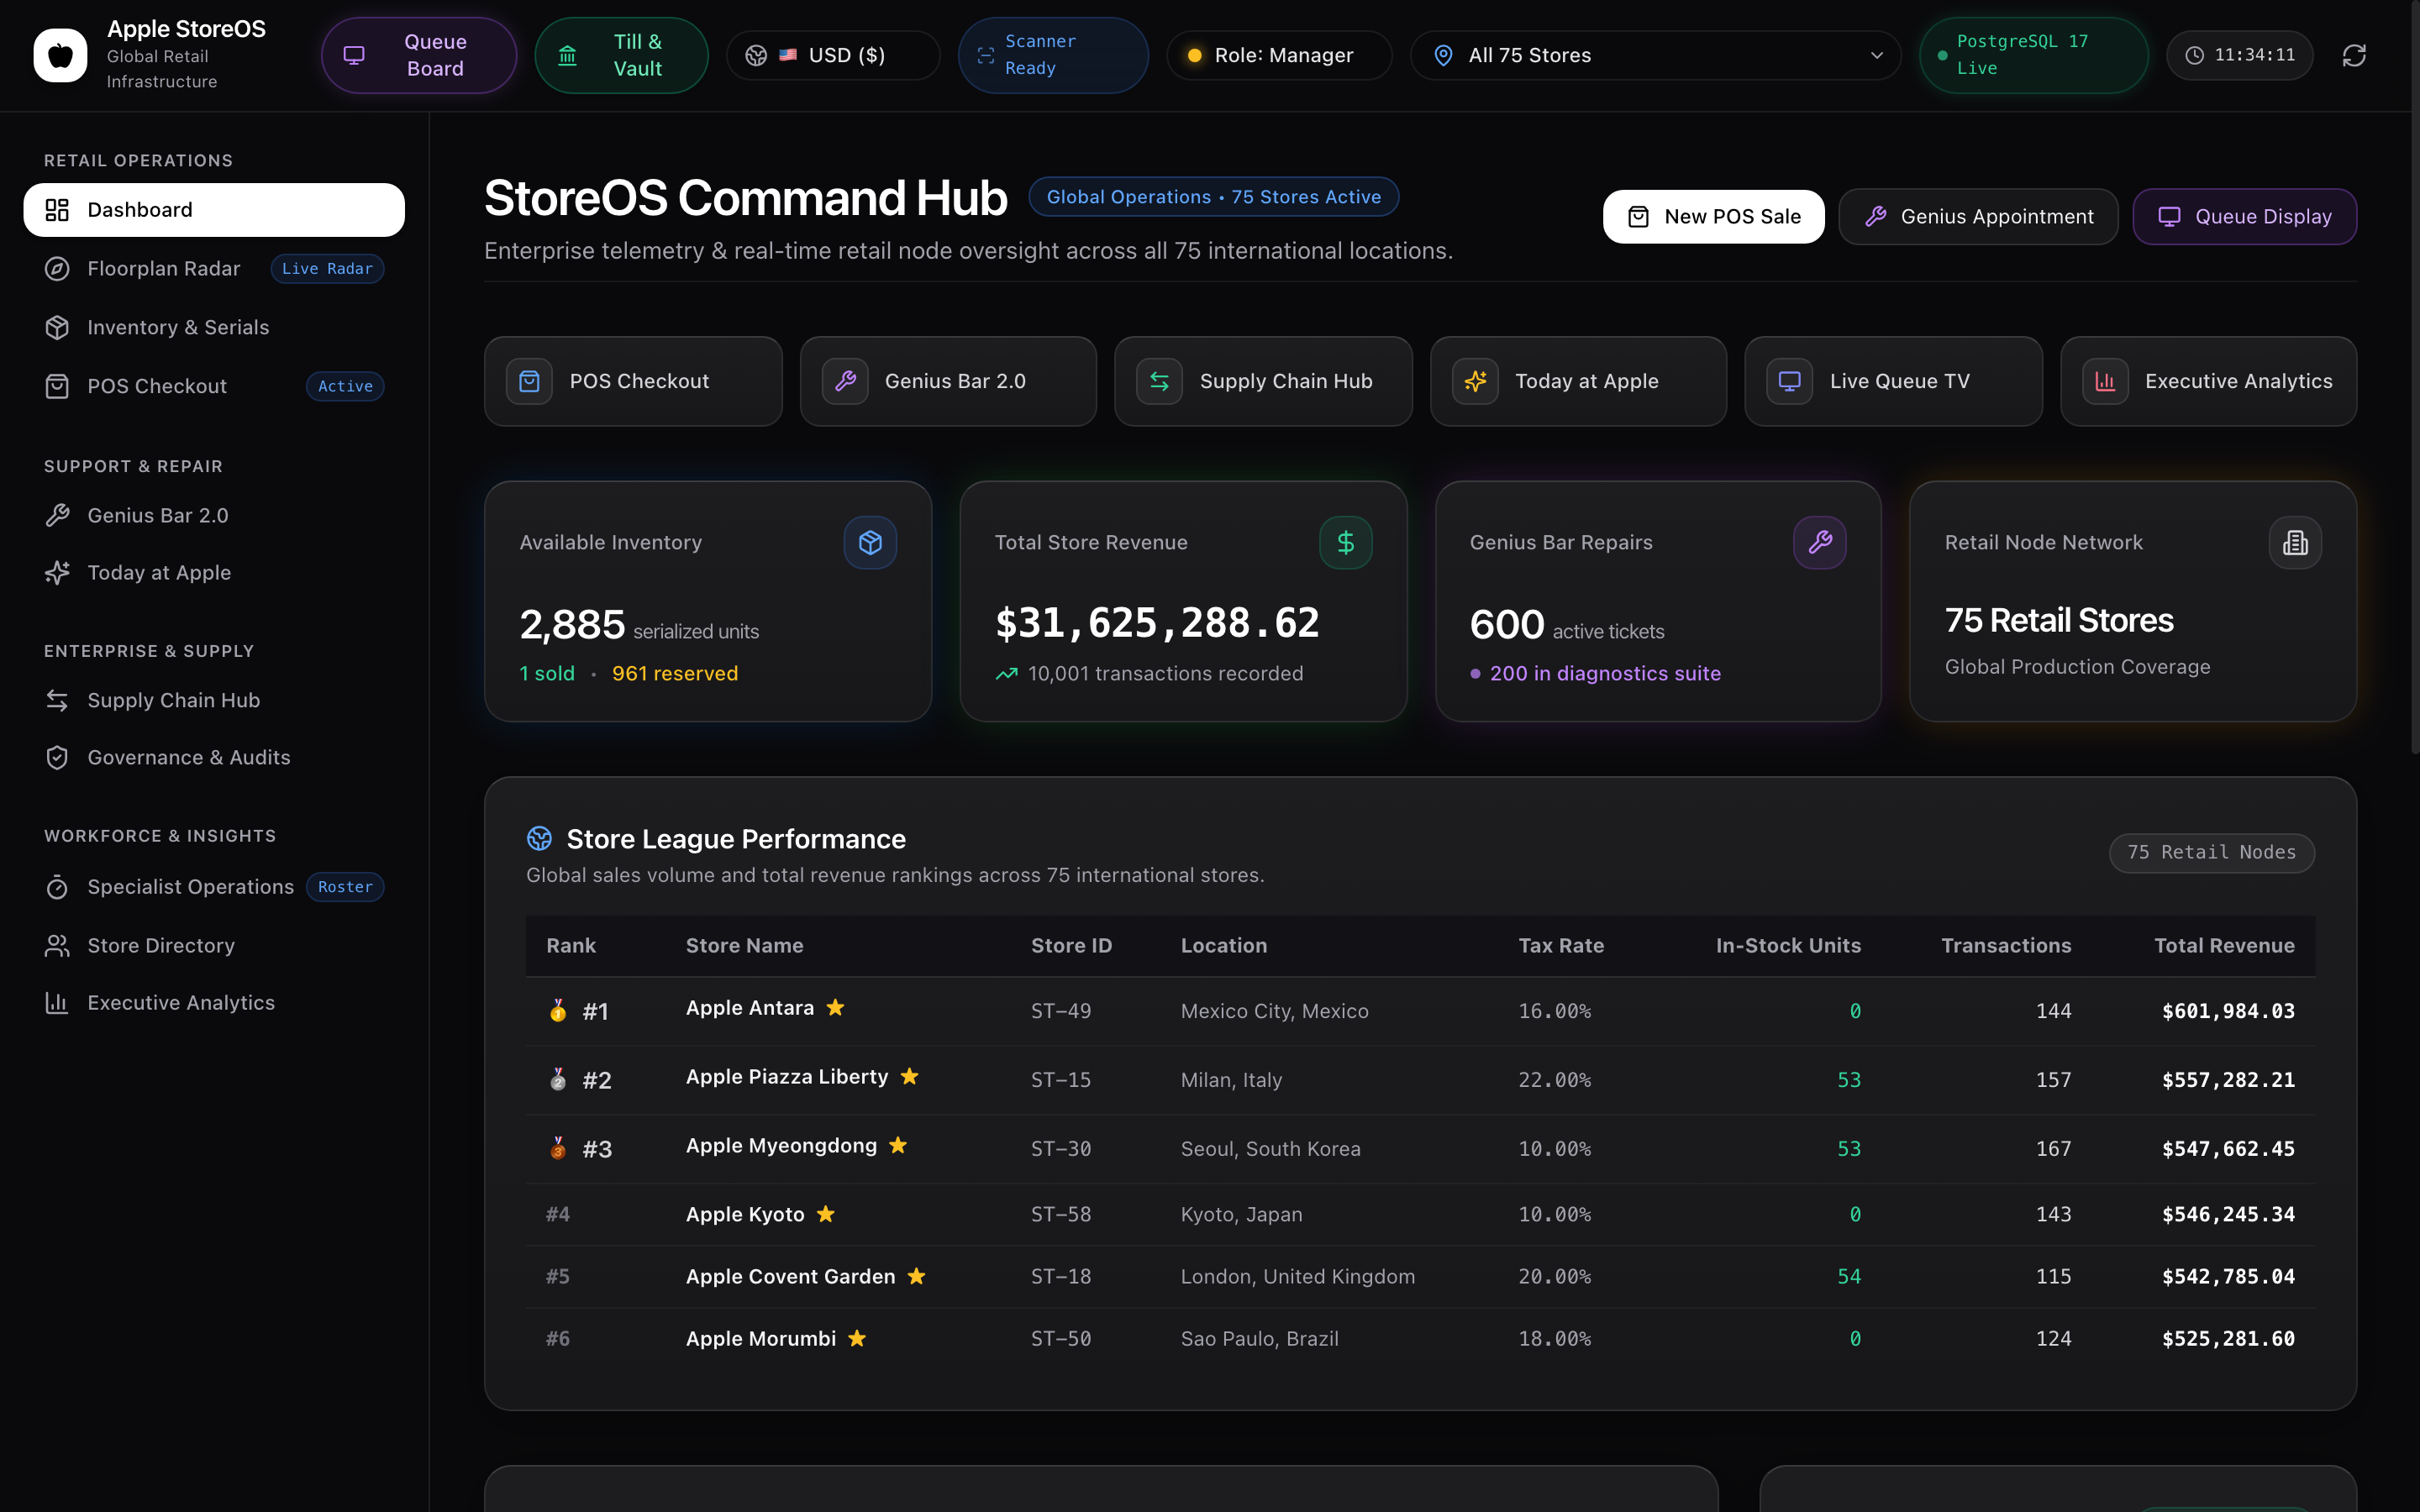 Apple StoreOS
Global Retail
Infrastructure
Queue
Board
Till &
Vault
USD ($)
Scanner
Ready
Role: Manager
All 75 Stores
PostgreSQL 17
Live
11:34:11
RETAIL OPERATIONS
Dashboard
Floorplan Radar
Live Radar
Inventory & Serials
POS Checkout
Active
SUPPORT & REPAIR
Genius Bar 2.0
Today at Apple
ENTERPRISE & SUPPLY
Supply Chain Hub
Governance & Audits
WORKFORCE & INSIGHTS
Specialist Operations
Roster
Store Directory
Executive Analytics
StoreOS Command Hub
Global Operations • 75 Stores Active
Enterprise telemetry & real-time retail node oversight across all 75 international locations.
New POS Sale
Genius Appointment
Queue Display
POS Checkout
Genius Bar 2.0
Supply Chain Hub
Today at Apple
Live Queue TV
Executive Analytics
Available Inventory
2,885 serialized units
1 sold • 961 reserved
Total Store Revenue
$31,625,288.62
10,001 transactions recorded
Genius Bar Repairs
600 active tickets
200 in diagnostics suite
Retail Node Network
75 Retail Stores
Global Production Coverage
Store League Performance
Global sales volume and total revenue rankings across 75 international stores.
75 Retail Nodes
Rank Store Name Store ID Location Tax Rate In-Stock Units Transactions Total Revenue
🥇 #1 Apple Antara ⭐ ST-49 Mexico City, Mexico 16.00% 0 144 $601,984.03
🥈 #2 Apple Piazza Liberty ⭐ ST-15 Milan, Italy 22.00% 53 157 $557,282.21
🥉 #3 Apple Myeongdong ⭐ ST-30 Seoul, South Korea 10.00% 53 167 $547,662.45
#4 Apple Kyoto ⭐ ST-58 Kyoto, Japan 10.00% 0 143 $546,245.34
#5 Apple Covent Garden ⭐ ST-18 London, United Kingdom 20.00% 54 115 $542,785.04
#6 Apple Morumbi ⭐ ST-50 Sao Paulo, Brazil 18.00% 0 124 $525,281.60